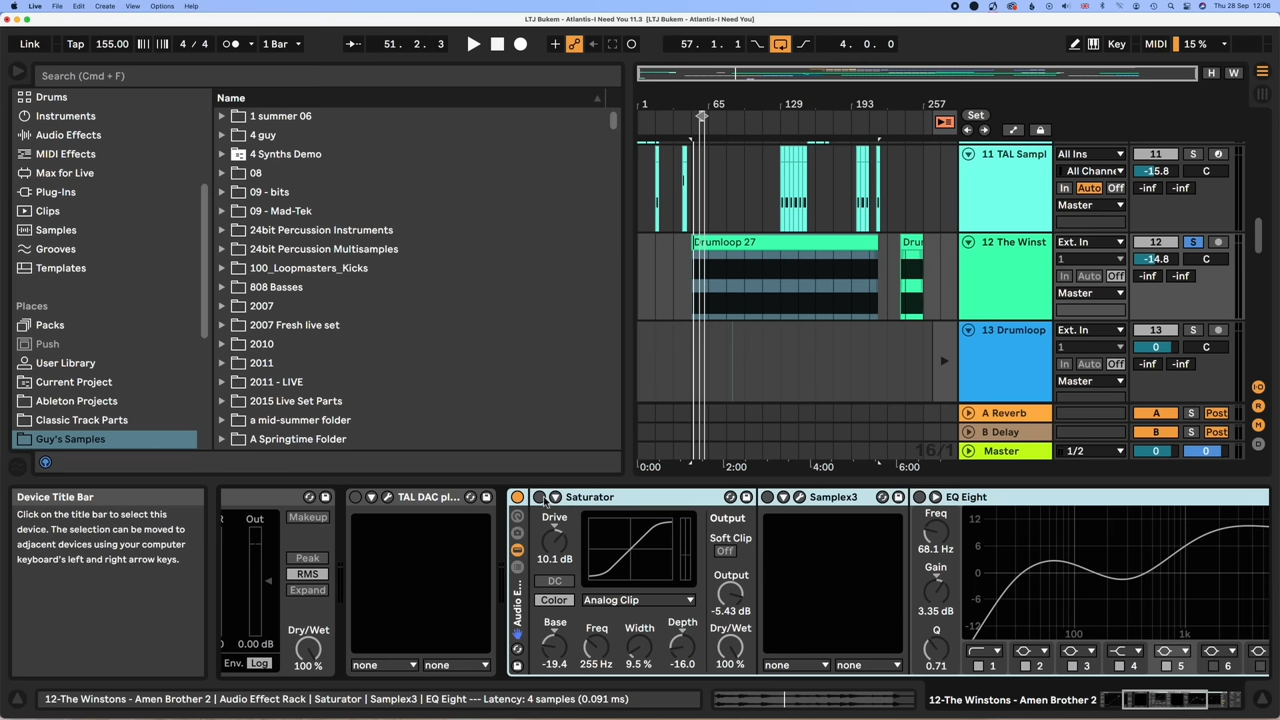 Live File Edit Create View Options Help
Thu 28 Sep 12:06
LTJ Bukem - Atlantis-I Need You 11.3 [LTJ Bukem - Atlantis-I Need You]
Link Tap 155.00 4 / 4 1 Bar 51. 2. 3 57. 1. 1 4. 0. 0 Key MIDI 15 %
Search (Cmd + F)
H W
Drums
Instruments
Audio Effects
MIDI Effects
Max for Live
Plug-Ins
Clips
Samples
Grooves
Templates
Places
Packs
Push
User Library
Current Project
Ableton Projects
Classic Track Parts
Guy's Samples
Name
1 summer 06
4 guy
4 Synths Demo
08
09 - bits
09 - Mad-Tek
24bit Percussion Instruments
24bit Percussion Multisamples
100_Loopmasters_Kicks
808 Basses
2007
2007 Fresh live set
2010
2011
2011 - LIVE
2015 Live Set Parts
a mid-summer folder
A Springtime Folder
1 65 129 193 257
Set
11 TAL Sampl All Ins 11 S
All Channe -15.8 C
In Auto Off -inf -inf
Master
Drumloop 27 Drur 12 The Winst Ext. In 12 S
1 -14.8 C
In Auto Off -inf -inf
Master
13 Drumloop Ext. In 13 S
1 0 C
In Auto Off -inf -inf
Master
A Reverb A S Post
B Delay B S Post
16/1 Master 1/2 0 0
0:00 2:00 4:00 6:00
Device Title Bar
Click on the title bar to select this
device. The selection can be moved to
adjacent devices using your computer
keyboard's left and right arrow keys.
Out
Makeup
Peak
RMS
Expand
Dry/Wet
0.00 dB
Env. Log 100 %
TAL DAC pl...
none none
Audio E...
Saturator
Drive
10.1 dB
DC
Color Analog Clip
Base Freq Width Depth
-19.4 255 Hz 9.5 % -16.0
Output
Soft Clip
Off
Output
-5.43 dB
Dry/Wet
100 %
Samplex3
none none
EQ Eight
Freq
68.1 Hz
Gain
3.35 dB
Q
0.71
12
6
0
-6
-12
100 1k
1 2 3 4 5 6
12-The Winstons - Amen Brother 2 | Audio Effect Rack | Saturator | Samplex3 | EQ Eight --- Latency: 4 samples (0.091 ms)
12-The Winstons - Amen Brother 2